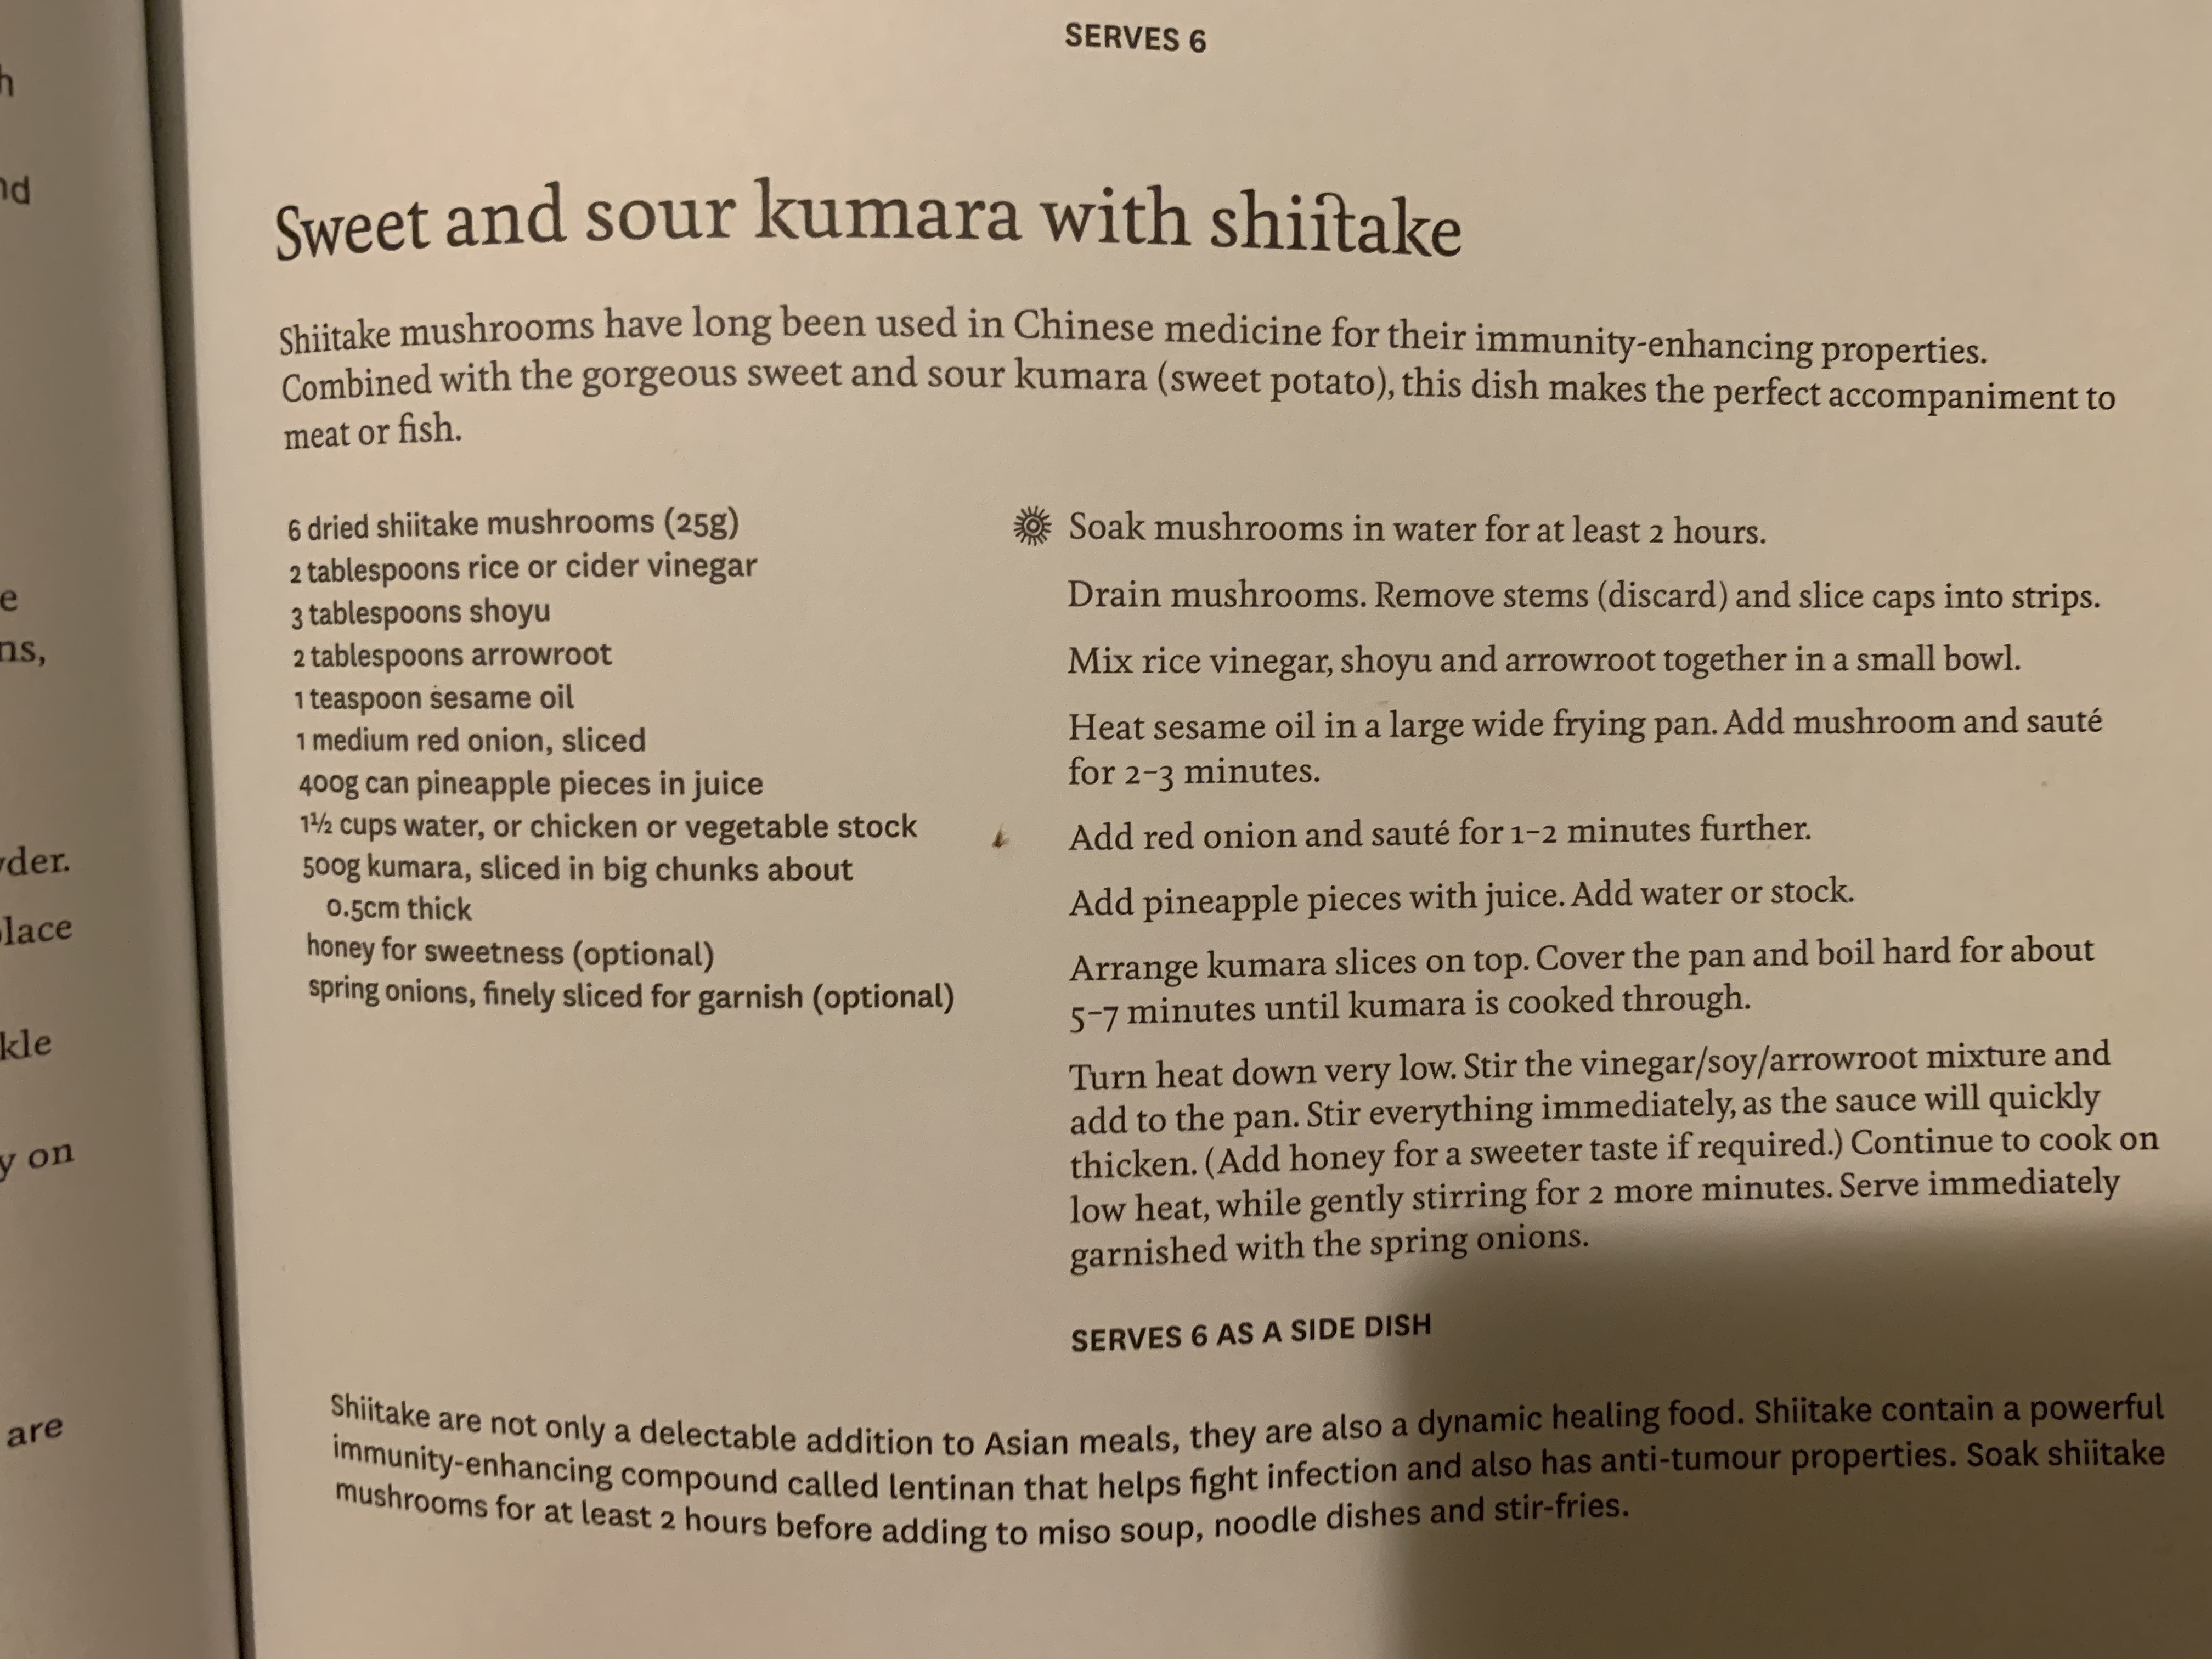 SERVES 6
Sweet and sour kumara with shiitake
Shiitake mushrooms have long been used in Chinese medicine for their immunity-enhancing properties.
Combined with the gorgeous sweet and sour kumara (sweet potato), this dish makes the perfect accompaniment to
meat or fish.
6 dried shiitake mushrooms (25g)
2 tablespoons rice or cider vinegar
3 tablespoons shoyu
2 tablespoons arrowroot
1 teaspoon sesame oil
1 medium red onion, sliced
400g can pineapple pieces in juice
1½ cups water, or chicken or vegetable stock
500g kumara, sliced in big chunks about
0.5cm thick
honey for sweetness (optional)
spring onions, finely sliced for garnish (optional)
Soak mushrooms in water for at least 2 hours.
Drain mushrooms. Remove stems (discard) and slice caps into strips.
Mix rice vinegar, shoyu and arrowroot together in a small bowl.
Heat sesame oil in a large wide frying pan. Add mushroom and sauté
for 2–3 minutes.
Add red onion and sauté for 1–2 minutes further.
Add pineapple pieces with juice. Add water or stock.
Arrange kumara slices on top. Cover the pan and boil hard for about
5–7 minutes until kumara is cooked through.
Turn heat down very low. Stir the vinegar/soy/arrowroot mixture and
add to the pan. Stir everything immediately, as the sauce will quickly
thicken. (Add honey for a sweeter taste if required.) Continue to cook on
low heat, while gently stirring for 2 more minutes. Serve immediately
garnished with the spring onions.
SERVES 6 AS A SIDE DISH
Shiitake are not only a delectable addition to Asian meals, they are also a dynamic healing food. Shiitake contain a powerful
immunity-enhancing compound called lentinan that helps fight infection and also has anti-tumour properties. Soak shiitake
mushrooms for at least 2 hours before adding to miso soup, noodle dishes and stir-fries.